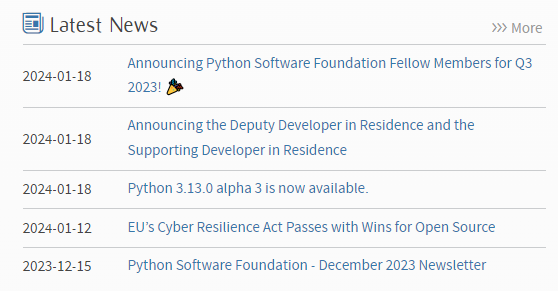 Latest News
>>> More
2024-01-18 Announcing Python Software Foundation Fellow Members for Q3
2023! 🎉
2024-01-18 Announcing the Deputy Developer in Residence and the
Supporting Developer in Residence
2024-01-18 Python 3.13.0 alpha 3 is now available.
2024-01-12 EU’s Cyber Resilience Act Passes with Wins for Open Source
2023-12-15 Python Software Foundation - December 2023 Newsletter